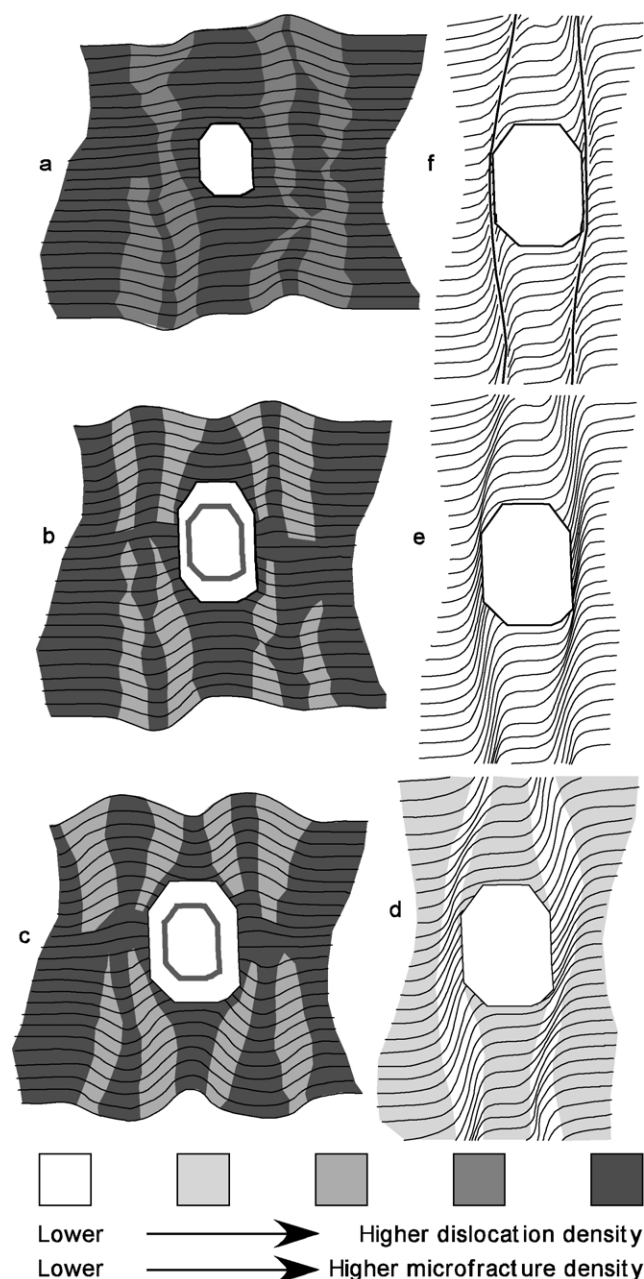 a
f
b
e
c
d
Lower Higher dislocation density
Lower Higher microfracture density